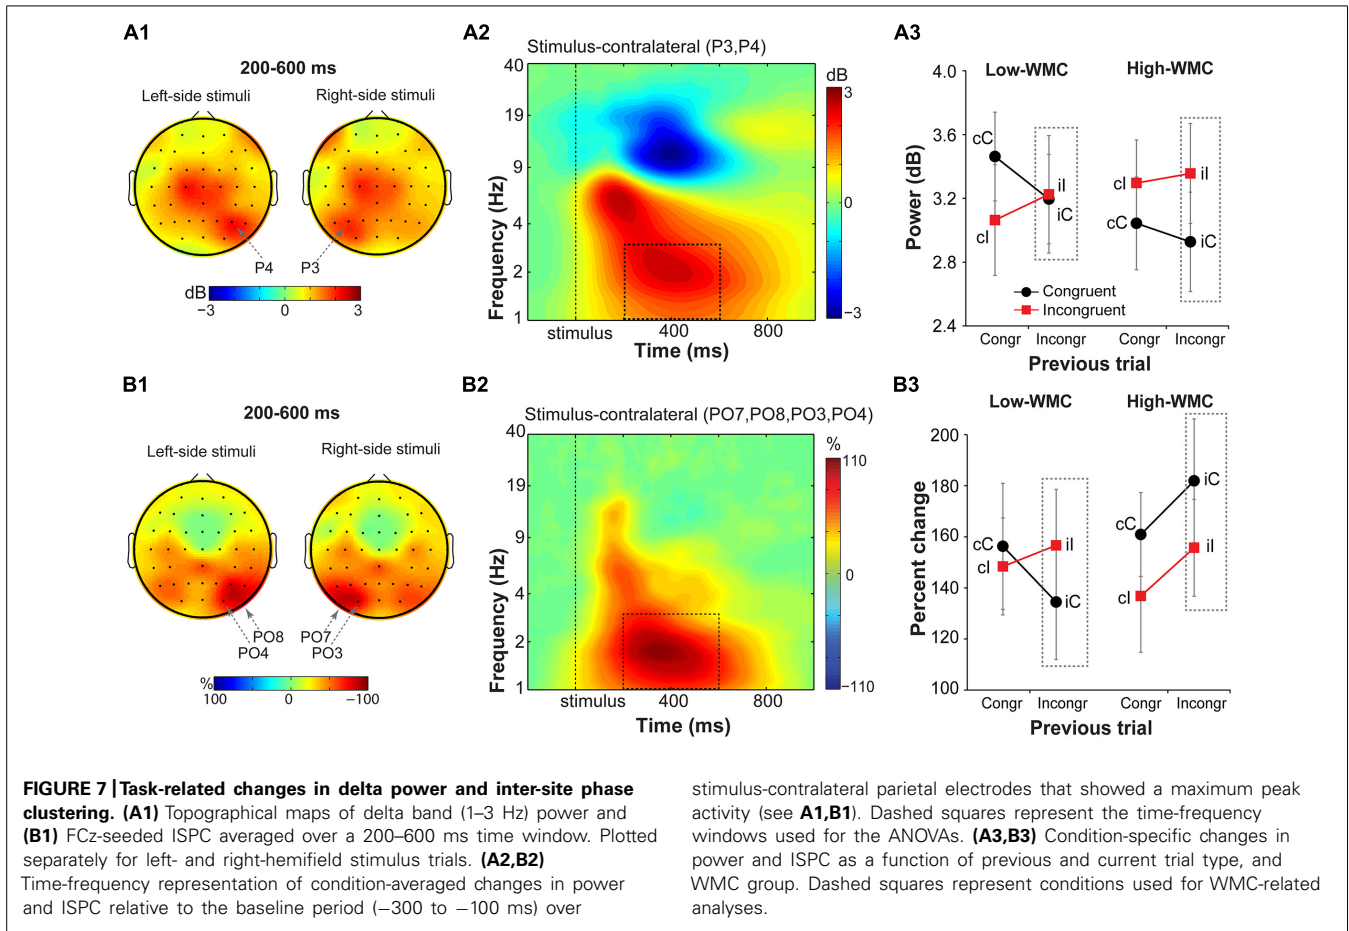 A1
200-600 ms
Left-side stimuli
Right-side stimuli
P4
P3
dB
−3
0
3
A2
Stimulus-contralateral (P3,P4)
40
19
9
4
2
1
Frequency (Hz)
stimulus
400
800
Time (ms)
dB
3
0
−3
A3
Low-WMC
High-WMC
4.0
3.6
3.2
2.8
2.4
Power (dB)
cC
cI
iI
iC
cI
cC
iI
iC
Congruent
Incongruent
Congr
Incongr
Congr
Incongr
Previous trial
B1
200-600 ms
Left-side stimuli
Right-side stimuli
PO8
PO4
PO7
PO3
%
100
0
−100
B2
Stimulus-contralateral (PO7,PO8,PO3,PO4)
40
19
9
4
2
1
Frequency (Hz)
stimulus
400
800
Time (ms)
%
110
0
−110
B3
Low-WMC
High-WMC
200
180
160
140
120
100
Percent change
cC
cI
iI
iC
cC
cI
iC
iI
Congr
Incongr
Congr
Incongr
Previous trial
FIGURE 7 | Task-related changes in delta power and inter-site phase
clustering. (A1) Topographical maps of delta band (1–3 Hz) power and
(B1) FCz-seeded ISPC averaged over a 200–600 ms time window. Plotted
separately for left- and right-hemifield stimulus trials. (A2,B2)
Time-frequency representation of condition-averaged changes in power
and ISPC relative to the baseline period (−300 to −100 ms) over
stimulus-contralateral parietal electrodes that showed a maximum peak
activity (see A1,B1). Dashed squares represent the time-frequency
windows used for the ANOVAs. (A3,B3) Condition-specific changes in
power and ISPC as a function of previous and current trial type, and
WMC group. Dashed squares represent conditions used for WMC-related
analyses.